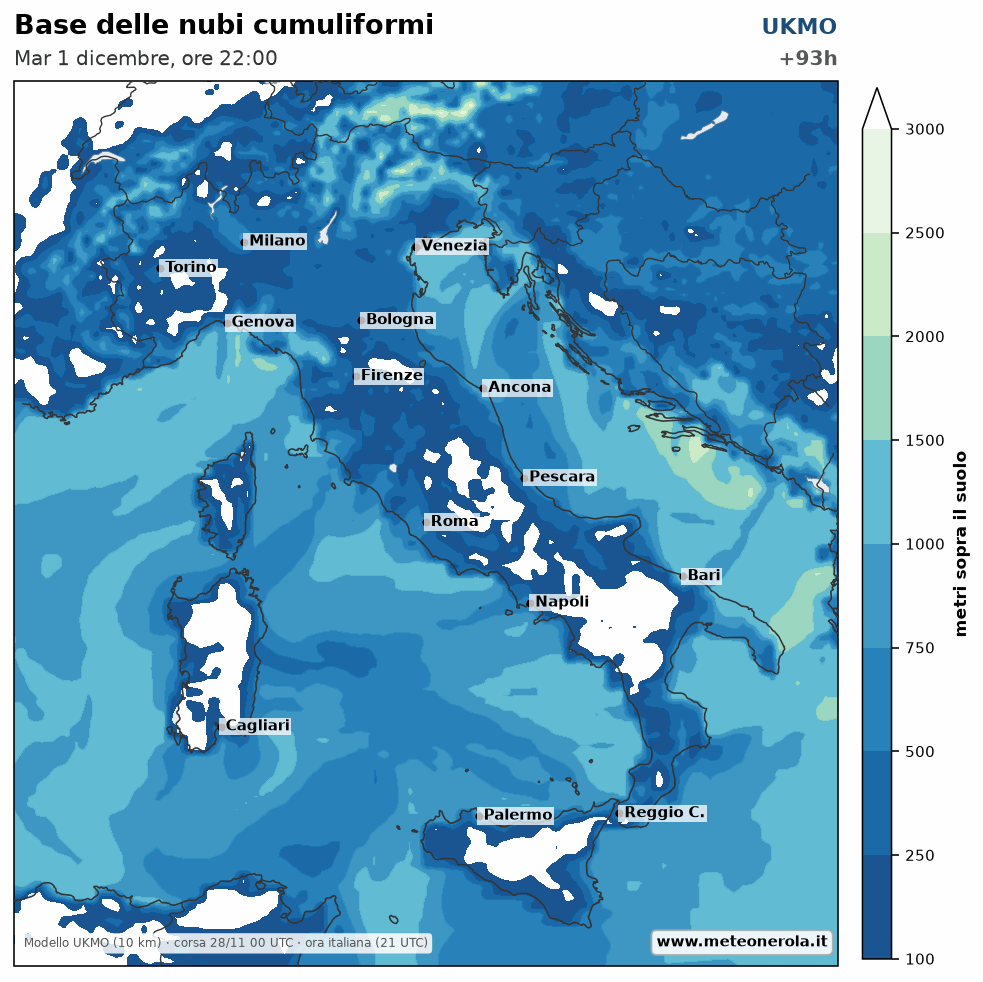 Base delle nubi cumuliformi
UKMO
Mar 1 dicembre, ore 22:00
+93h
3000
2500
2000
1500
1000
750
500
250
100
metri sopra il suolo
Milano
Venezia
Torino
Genova
Bologna
Firenze
Ancona
Pescara
Roma
Bari
Napoli
Cagliari
Palermo
Reggio C.
Modello UKMO (10 km) · corsa 28/11 00 UTC · ora italiana (21 UTC)
www.meteonerola.it